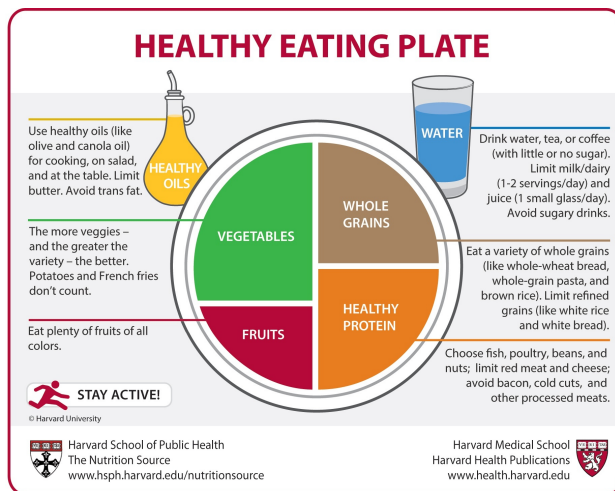 HEALTHY EATING PLATE
Use healthy oils (like
olive and canola oil)
for cooking, on salad,
and at the table. Limit
butter. Avoid trans fat.
HEALTHY
OILS
The more veggies –
and the greater the
variety – the better.
Potatoes and French fries
don’t count.
Eat plenty of fruits of all
colors.
VEGETABLES
FRUITS
WHOLE
GRAINS
HEALTHY
PROTEIN
WATER
Drink water, tea, or coffee
(with little or no sugar).
Limit milk/dairy
(1-2 servings/day) and
juice (1 small glass/day).
Avoid sugary drinks.
Eat a variety of whole grains
(like whole-wheat bread,
whole-grain pasta, and
brown rice). Limit refined
grains (like white rice
and white bread).
Choose fish, poultry, beans, and
nuts; limit red meat and cheese;
avoid bacon, cold cuts, and
other processed meats.
STAY ACTIVE!
© Harvard University
Harvard School of Public Health
The Nutrition Source
www.hsph.harvard.edu/nutritionsource
Harvard Medical School
Harvard Health Publications
www.health.harvard.edu